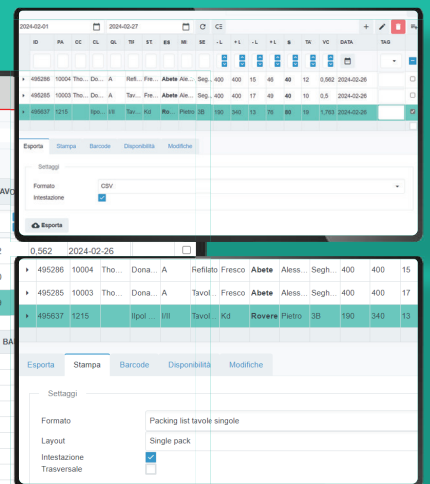 2024-02-01 2024-02-27
ID PA CC CL QL TIF ST ES MI SE - L + L - L + L B TA VC DATA TAG
495286 10004 Tho... Do... A Refi... Fre... Abete Ale... Seg... 400 400 15 46 40 12 0,562 2024-02-26
495285 10003 Tho... Do... A Tav... Fre... Abete Ale... Seg... 400 400 17 49 40 10 0,5 2024-02-26
495637 1215 Ilpo... I/II Tav... Kd Ro... Pietro 3B 190 340 13 76 80 19 1,763 2024-02-26
Esporta Stampa Barcode Disponibilità Modifiche
Settaggi
Formato CSV
Intestazione
Esporta
0,562 2024-02-26
495286 10004 Tho... Dona... A Refilato Fresco Abete Aless... Segh... 400 400 15
495285 10003 Tho... Dona... A Tavol... Fresco Abete Aless... Segh... 400 400 17
495637 1215 Ilpol ... I/II Tavol... Kd Rovere Pietro 3B 190 340 13
Esporta Stampa Barcode Disponibilità Modifiche
Settaggi
Formato Packing list tavole singole
Layout Single pack
Intestazione
Trasversale